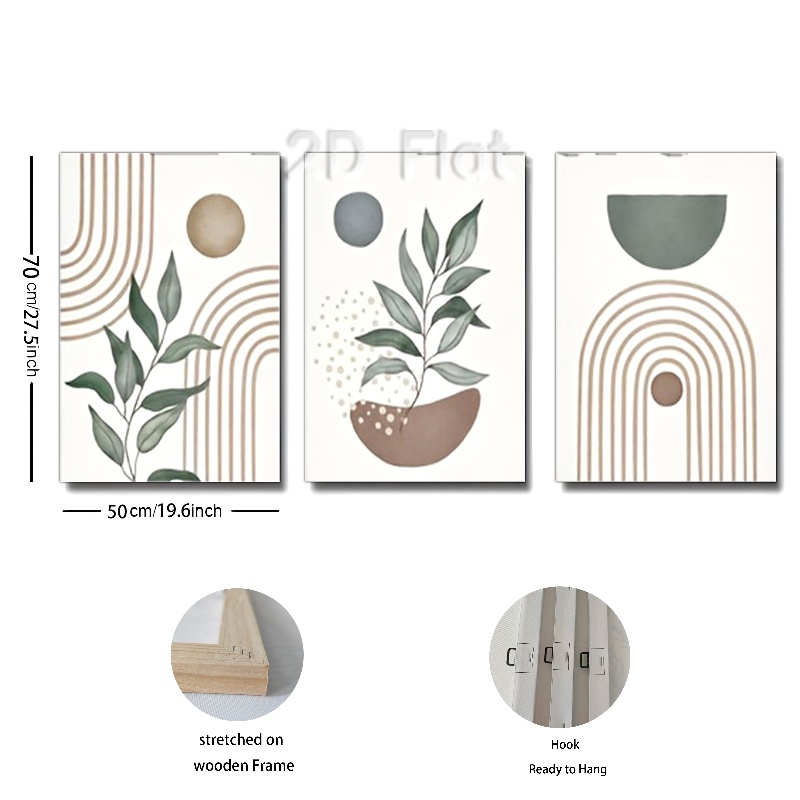 2D Flat
70 cm/27.5inch
50cm/19.6inch
stretched on
wooden Frame
Hook
Ready to Hang